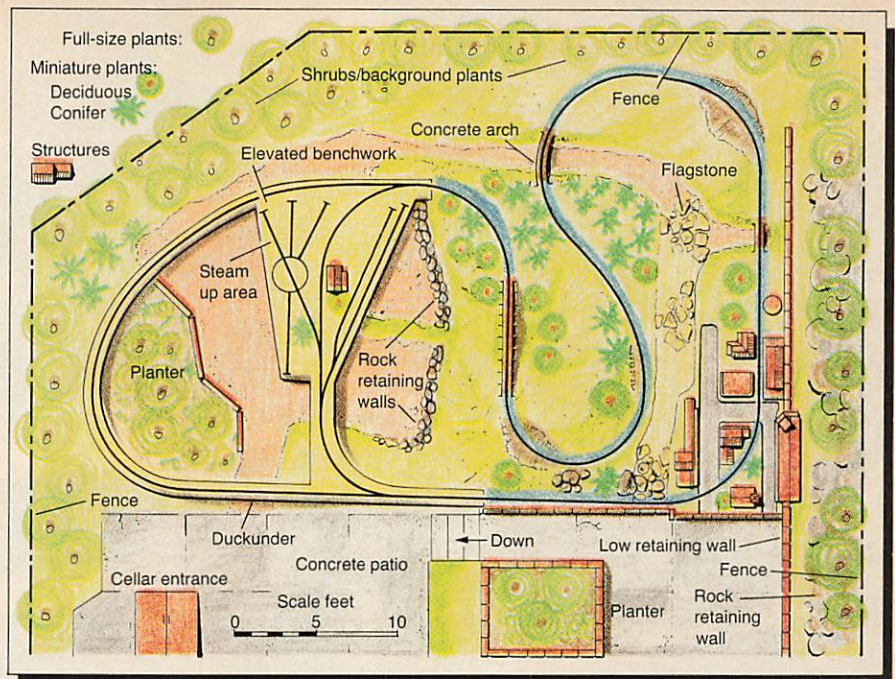 Full-size plants:
Miniature plants:
Deciduous
Conifer
Structures
Shrubs/background plants
Fence
Concrete arch
Elevated benchwork
Flagstone
Steam
up area
Planter
Rock
retaining
walls
Fence
Duckunder
Down
Low retaining wall
Concrete patio
Fence
Cellar entrance
Scale feet
0 5 10
Planter
Rock
retaining
wall